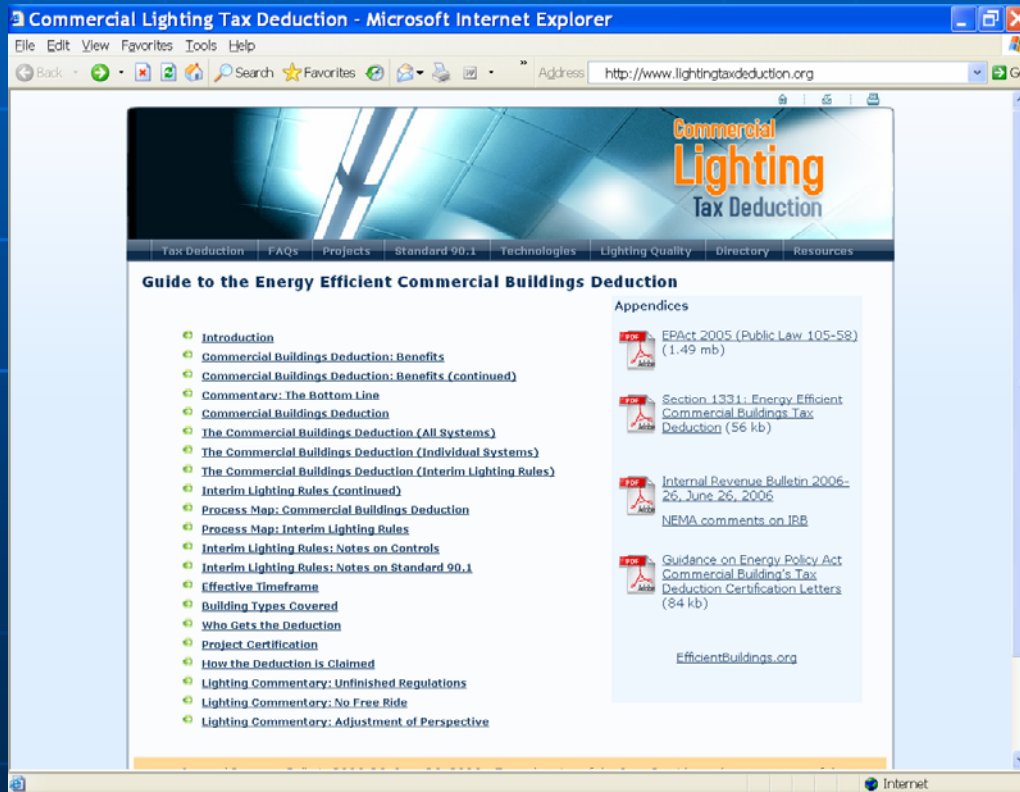 Commercial Lighting Tax Deduction - Microsoft Internet Explorer
File Edit View Favorites Tools Help
Back Search Favorites » Address http://www.lightingtaxdeduction.org G
Commercial
Lighting
Tax Deduction
Tax Deduction FAQs Projects Standard 90.1 Technologies Lighting Quality Directory Resources
Guide to the Energy Efficient Commercial Buildings Deduction
Introduction
Commercial Buildings Deduction: Benefits
Commercial Buildings Deduction: Benefits (continued)
Commentary: The Bottom Line
Commercial Buildings Deduction
The Commercial Buildings Deduction (All Systems)
The Commercial Buildings Deduction (Individual Systems)
The Commercial Buildings Deduction (Interim Lighting Rules)
Interim Lighting Rules (continued)
Process Map: Commercial Buildings Deduction
Process Map: Interim Lighting Rules
Interim Lighting Rules: Notes on Controls
Interim Lighting Rules: Notes on Standard 90.1
Effective Timeframe
Building Types Covered
Who Gets the Deduction
Project Certification
How the Deduction is Claimed
Lighting Commentary: Unfinished Regulations
Lighting Commentary: No Free Ride
Lighting Commentary: Adjustment of Perspective
Appendices
PDF Adobe
EPAct 2005 (Public Law 105-58)
(1.49 mb)
PDF Adobe
Section 1331: Energy Efficient
Commercial Buildings Tax
Deduction (56 kb)
PDF Adobe
Internal Revenue Bulletin 2006-
26, June 26, 2006
NEMA comments on IRB
PDF Adobe
Guidance on Energy Policy Act
Commercial Building's Tax
Deduction Certification Letters
(84 kb)
EfficientBuildings.org
Internet